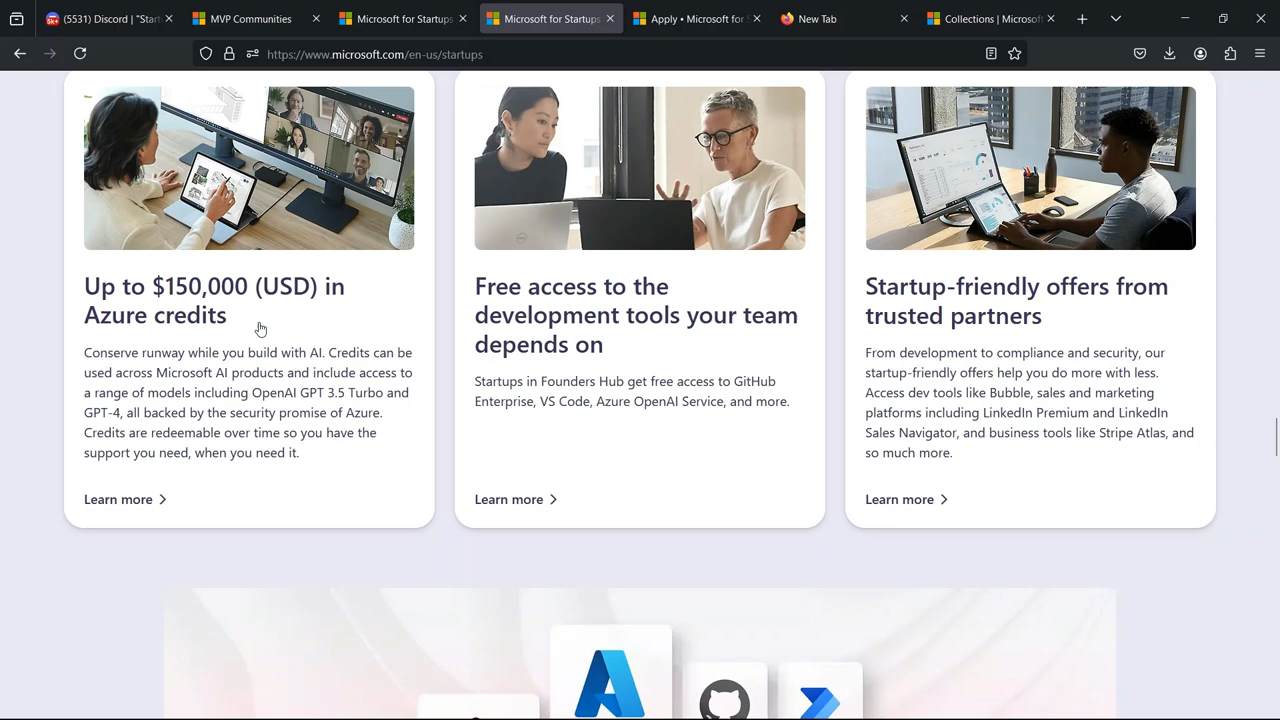 (5531) Discord | "Start
MVP Communities
Microsoft for Startups
Microsoft for Startups
Apply • Microsoft for S
New Tab
Collections | Microsoft
https://www.microsoft.com/en-us/startups
Up to $150,000 (USD) in
Azure credits
Conserve runway while you build with AI. Credits can be
used across Microsoft AI products and include access to
a range of models including OpenAI GPT 3.5 Turbo and
GPT-4, all backed by the security promise of Azure.
Credits are redeemable over time so you have the
support you need, when you need it.
Learn more
Free access to the
development tools your team
depends on
Startups in Founders Hub get free access to GitHub
Enterprise, VS Code, Azure OpenAI Service, and more.
Learn more
Startup-friendly offers from
trusted partners
From development to compliance and security, our
startup-friendly offers help you do more with less.
Access dev tools like Bubble, sales and marketing
platforms including LinkedIn Premium and LinkedIn
Sales Navigator, and business tools like Stripe Atlas, and
so much more.
Learn more